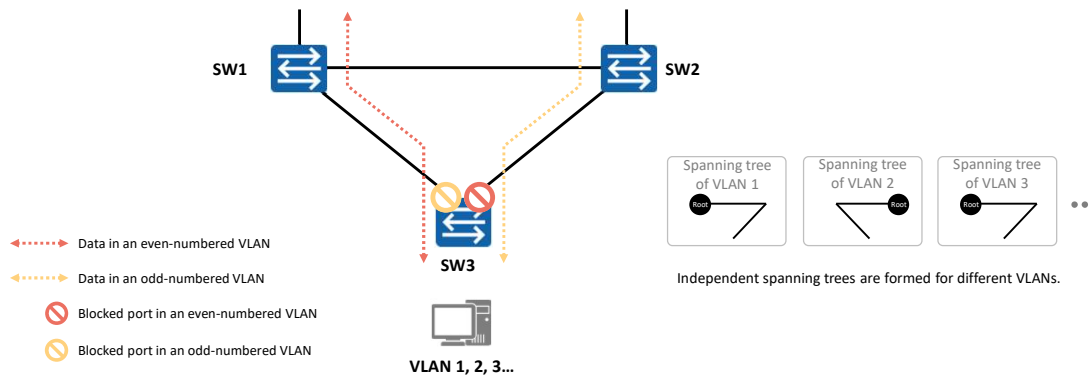 SW1
SW2
Spanning tree
of VLAN 1
Root
Spanning tree
of VLAN 2
Root
Spanning tree
of VLAN 3
Root
Data in an even-numbered VLAN
Data in an odd-numbered VLAN
SW3
Independent spanning trees are formed for different VLANs.
Blocked port in an even-numbered VLAN
Blocked port in an odd-numbered VLAN
VLAN 1, 2, 3...